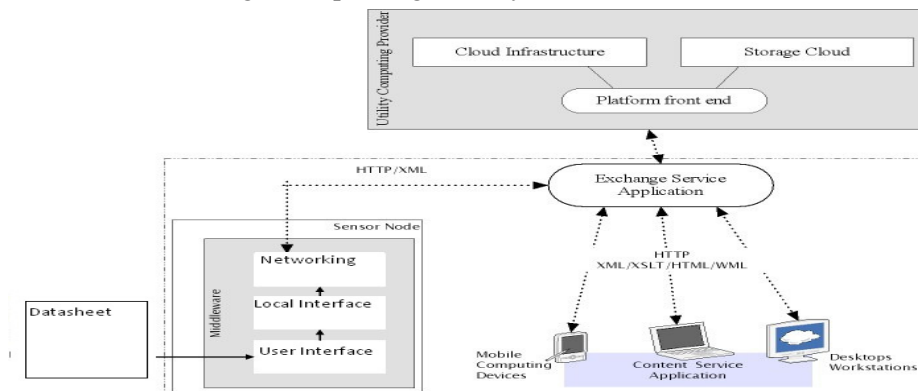 Utility Computing Provider
Cloud Infrastructure
Storage Cloud
Platform front end
HTTP/XML
Exchange Service
Application
Sensor Node
Middleware
Networking
Local Interface
User Interface
Datasheet
HTTP
XML/XSLT/HTML/WML
Mobile
Computing
Devices
Content Service
Application
Desktops
Workstations